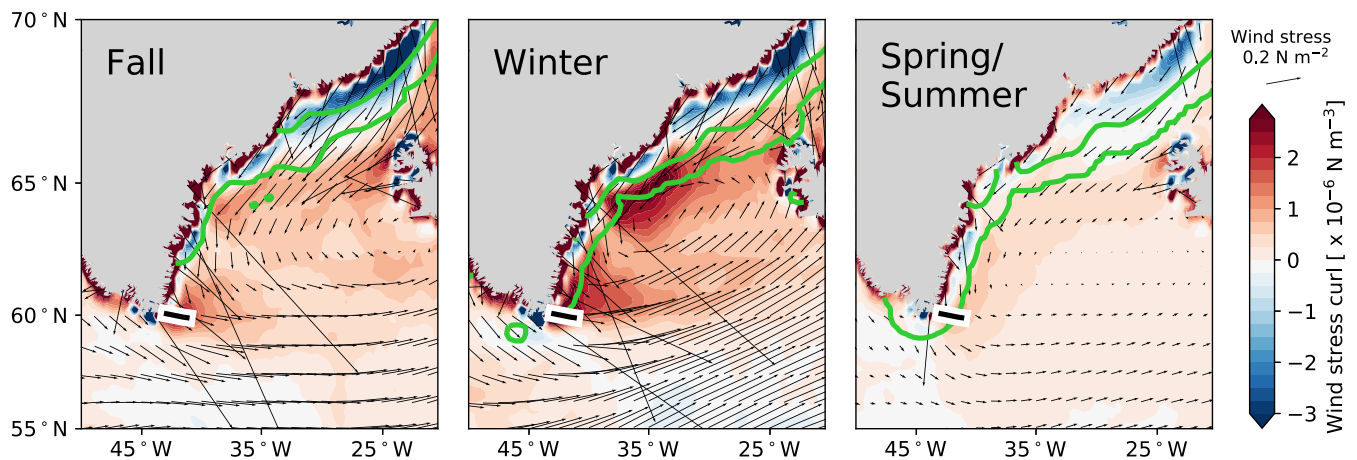 70°N
65°N
60°N
55°N
Fall
Winter
Spring/
Summer
45°W
35°W
25°W
45°W
35°W
25°W
45°W
35°W
25°W
Wind stress
0.2 N m−2
2
1
0
−1
−2
−3
Wind stress curl [ x 10−6 N m−3]